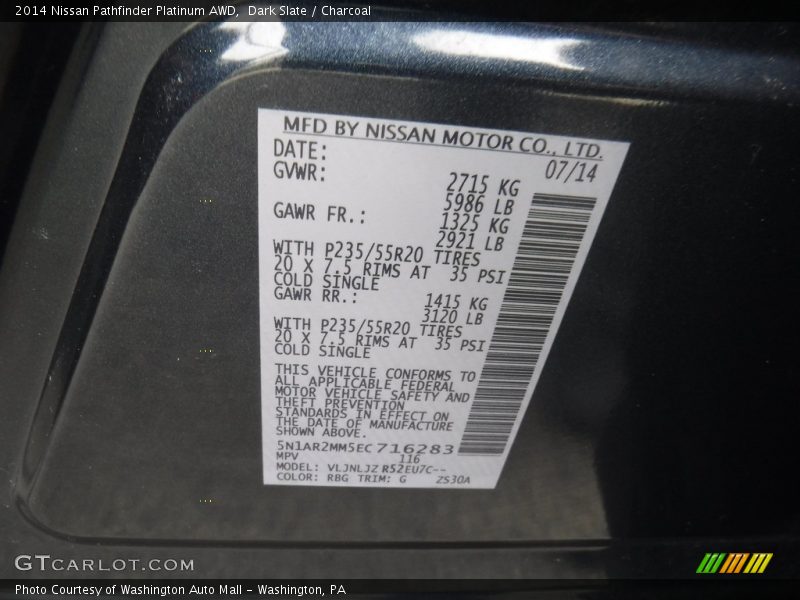 2014 Nissan Pathfinder Platinum AWD, Dark Slate / Charcoal
MFD BY NISSAN MOTOR CO., LTD.
DATE: 07/14
GVWR: 2715 KG
5986 LB
GAWR FR.: 1325 KG
2921 LB
WITH P235/55R20 TIRES
20 X 7.5 RIMS AT 35 PSI
COLD SINGLE
GAWR RR.: 1415 KG
3120 LB
WITH P235/55R20 TIRES
20 X 7.5 RIMS AT 35 PSI
COLD SINGLE
THIS VEHICLE CONFORMS TO
ALL APPLICABLE FEDERAL
MOTOR VEHICLE SAFETY AND
THEFT PREVENTION
STANDARDS IN EFFECT ON
THE DATE OF MANUFACTURE
SHOWN ABOVE.
5N1AR2MM5EC716283
MPV 116
MODEL: VLJNLJZ R52EU7C--
COLOR: RBG TRIM: G ZS30A
GTCARLOT.COM
Photo Courtesy of Washington Auto Mall - Washington, PA